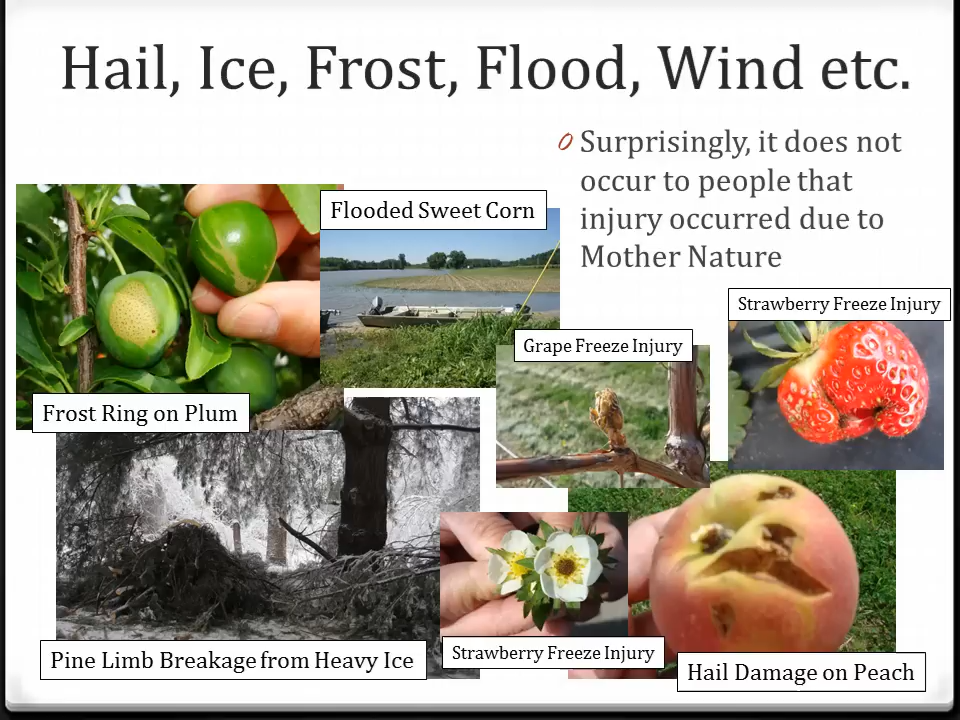 Hail, Ice, Frost, Flood, Wind etc.
Surprisingly, it does not
occur to people that
injury occurred due to
Mother Nature
Flooded Sweet Corn
Strawberry Freeze Injury
Grape Freeze Injury
Frost Ring on Plum
Pine Limb Breakage from Heavy Ice
Strawberry Freeze Injury
Hail Damage on Peach